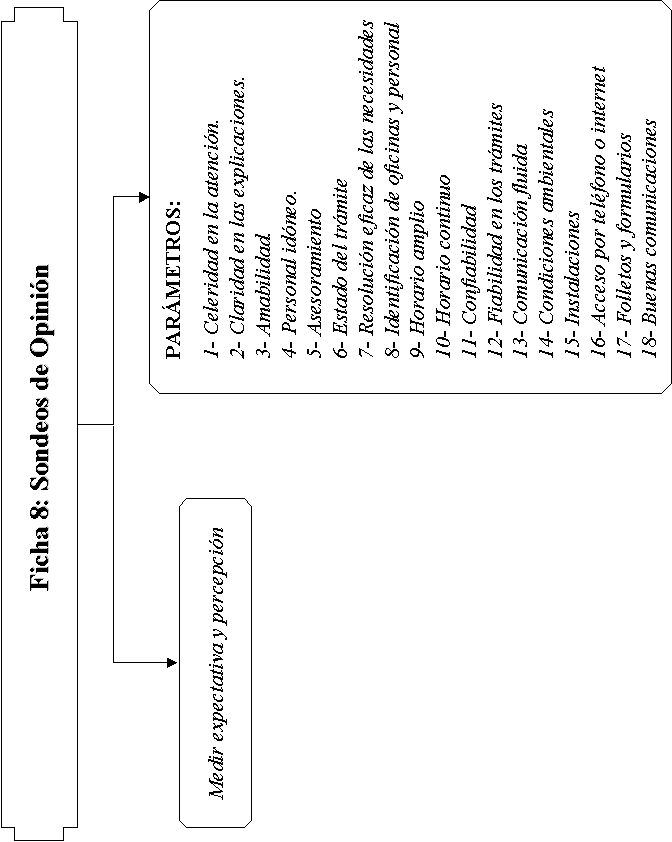 Ficha 8: Sondeos de Opinión
Medir expectativa y percepción
PARÁMETROS:
1- Celeridad en la atención.
2- Claridad en las explicaciones.
3- Amabilidad.
4- Personal idóneo.
5- Asesoramiento
6- Estado del trámite
7- Resolución eficaz de las necesidades
8- Identificación de oficinas y personal
9- Horario amplio
10- Horario continuo
11- Confiabilidad
12- Fiabilidad en los trámites
13- Comunicación fluida
14- Condiciones ambientales
15- Instalaciones
16- Acceso por teléfono o internet
17- Folletos y formularios
18- Buenas comunicaciones